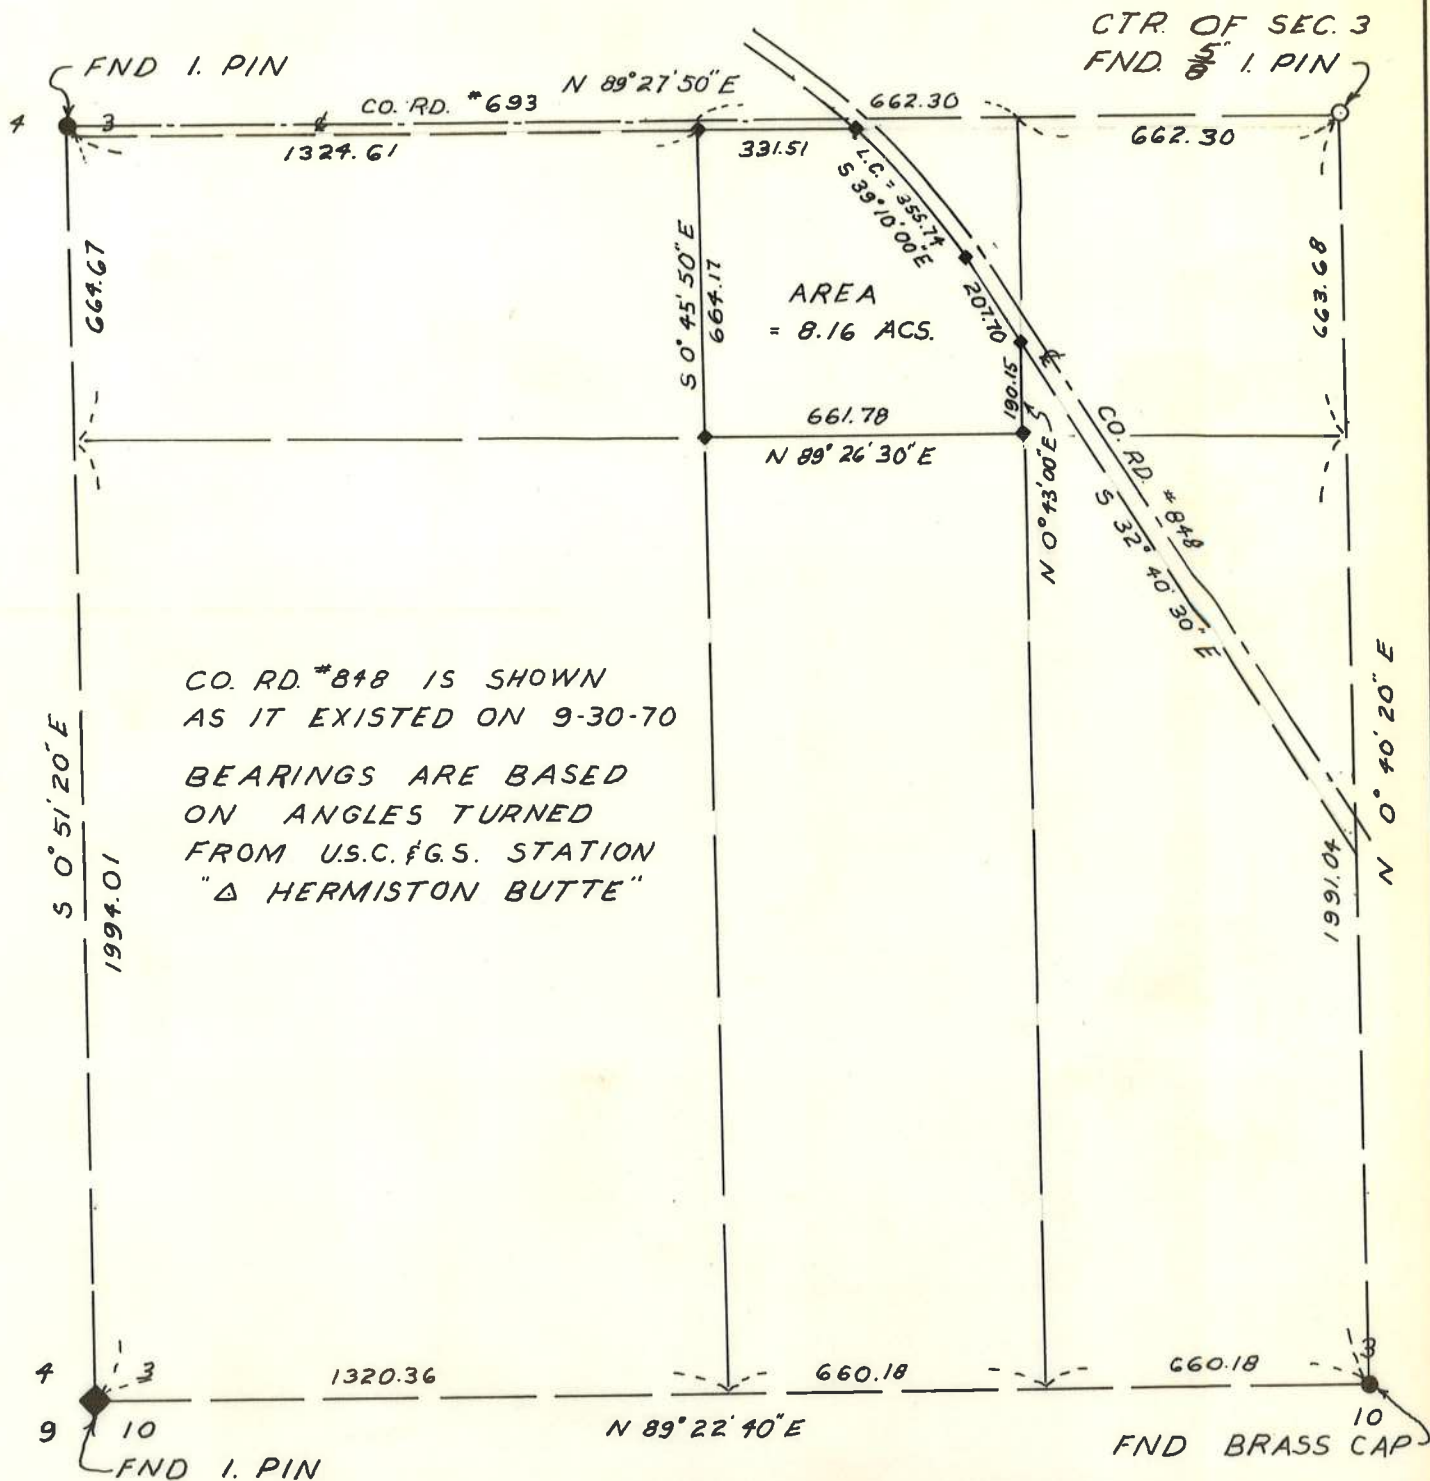 CTR. OF SEC. 3
FND. 5/8" I. PIN
FND I. PIN
N 89° 27' 50" E
CO. RD. #693
662.30
4
3
1324.61
331.51
662.30
L.C. = 355.74
S 39° 10' 00" E
664.67
S 0° 45' 50" E
664.17
AREA
= 8.16 ACS.
207.70
663.68
190.15
661.78
N 89° 26' 30" E
N 0° 43' 00" E
CO. RD. #848
S 32° 40' 30" E
CO. RD. #848 IS SHOWN
AS IT EXISTED ON 9-30-70
BEARINGS ARE BASED
ON ANGLES TURNED
FROM U.S.C. & G.S. STATION
"△ HERMISTON BUTTE"
S 0° 51' 20" E
1994.01
N 0° 40' 20" E
1991.04
4
3
1320.36
660.18
660.18
3
9
10
N 89° 22' 40" E
10
FND I. PIN
FND BRASS CAP